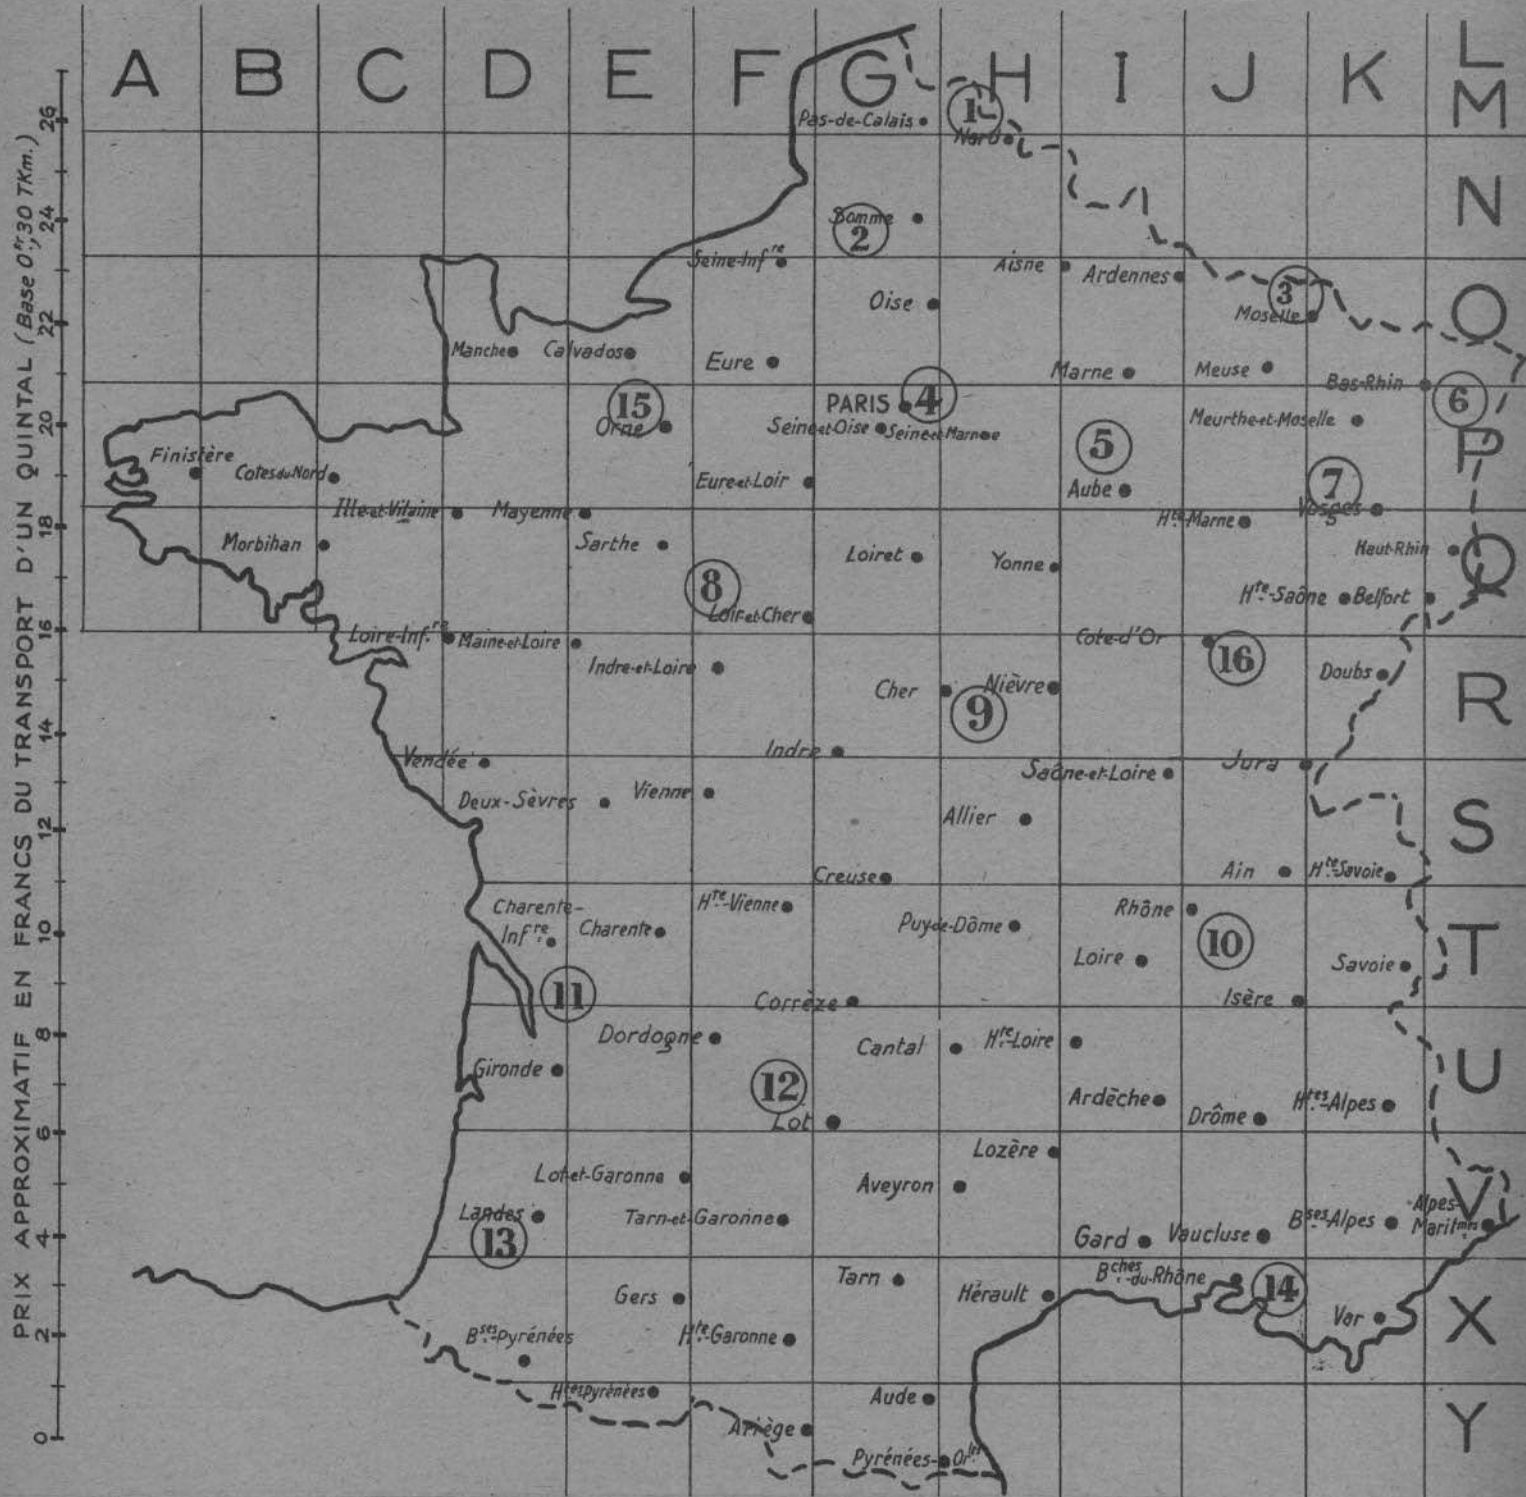 A B C D E F G H I J K L
M
N
O
P
Q
R
S
T
U
V
X
Y
PRIX APPROXIMATIF EN FRANCS DU TRANSPORT D'UN QUINTAL (Base 0fr,30 TKm.)
26
24
22
20
18
16
14
12
10
8
6
4
2
0
Pas-de-Calais
1
Nord
Somme
2
Seine-Infre
Aisne
Ardennes
Oise
3
Moselle
Manche
Calvados
Eure
Marne
Meuse
Bas-Rhin
6
15
Orne
PARIS
4
Seine-et-Oise
Seine-et-Marne
Meurthe-et-Moselle
5
Finistère
Cotes-du-Nord
Eure-et-Loir
Aube
7
Vosges
Ille-et-Vilaine
Mayenne
Hte-Marne
Morbihan
Sarthe
Loiret
Yonne
Haut-Rhin
8
Loir-et-Cher
Hte-Saône
Belfort
Loire-Infre
Maine-et-Loire
Cote-d'Or
16
Indre-et-Loire
Doubs
Cher
Nièvre
9
Vendée
Indre
Saône-et-Loire
Jura
Deux-Sèvres
Vienne
Allier
Creuse
Ain
Hte-Savoie
Charente-
Infre
Charente
Hte-Vienne
Puy-de-Dôme
Rhône
10
Loire
Savoie
11
Corrèze
Isère
Dordogne
Cantal
Hte-Loire
Gironde
12
Lot
Ardèche
Drôme
Htes-Alpes
Lozère
Lot-et-Garonne
Aveyron
Landes
13
Tarn-et-Garonne
Gard
Vaucluse
Bses-Alpes
Alpes-
Maritmes
Tarn
Bches-du-Rhône
14
Gers
Hérault
Var
Bses-Pyrénées
Hte-Garonne
Htes-Pyrénées
Aude
Ariège
Pyrénées-Orles